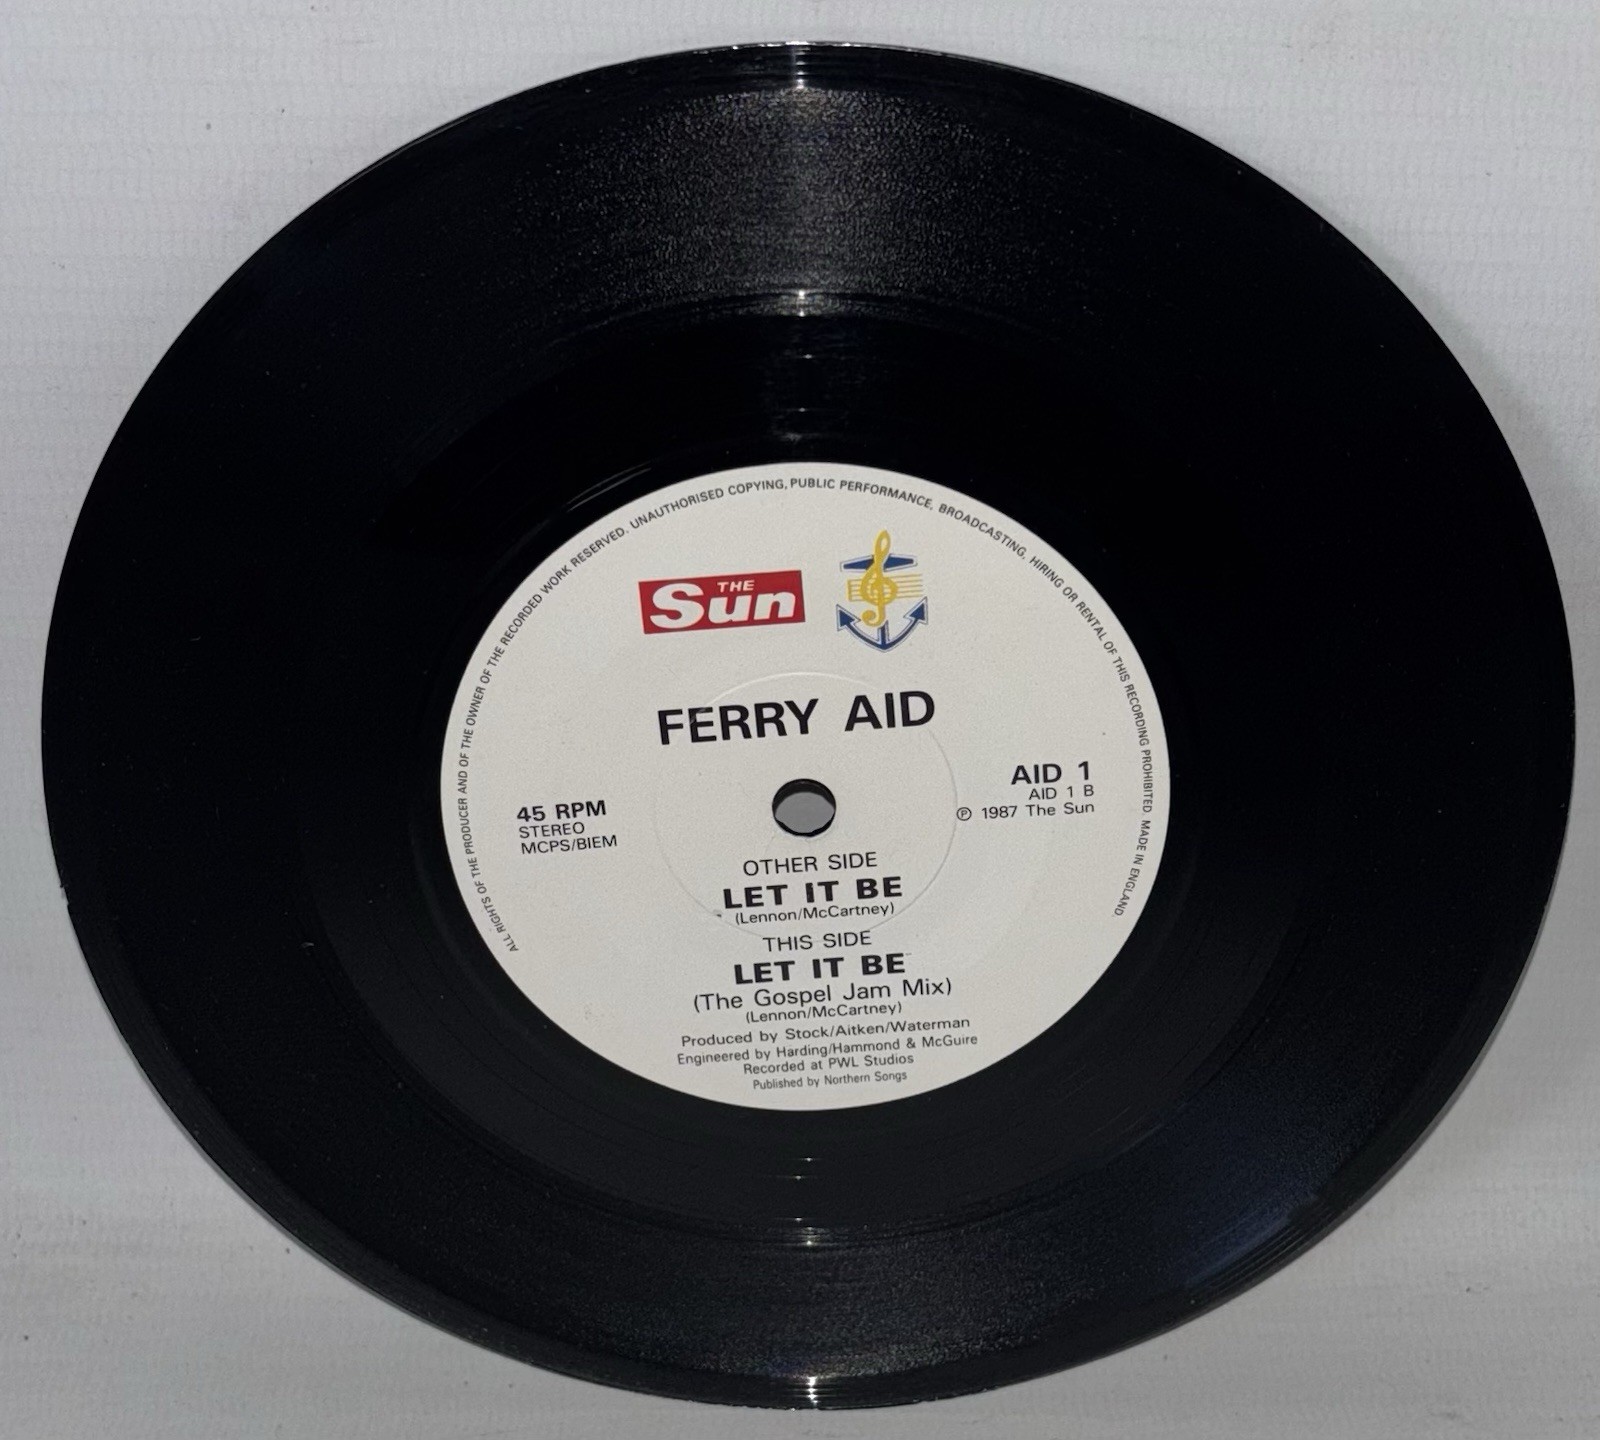 ALL RIGHTS OF THE PRODUCER AND OF THE OWNER OF THE RECORDED WORK RESERVED. UNAUTHORISED COPYING, PUBLIC PERFORMANCE, BROADCASTING, HIRING OR RENTAL OF THIS RECORDING PROHIBITED. MADE IN ENGLAND
THE
Sun
FERRY AID
45 RPM
STEREO
MCPS/BIEM
AID 1
AID 1 B
℗ 1987 The Sun
OTHER SIDE
LET IT BE
(Lennon/McCartney)
THIS SIDE
LET IT BE
(The Gospel Jam Mix)
(Lennon/McCartney)
Produced by Stock/Aitken/Waterman
Engineered by Harding/Hammond & McGuire
Recorded at PWL Studios
Published by Northern Songs